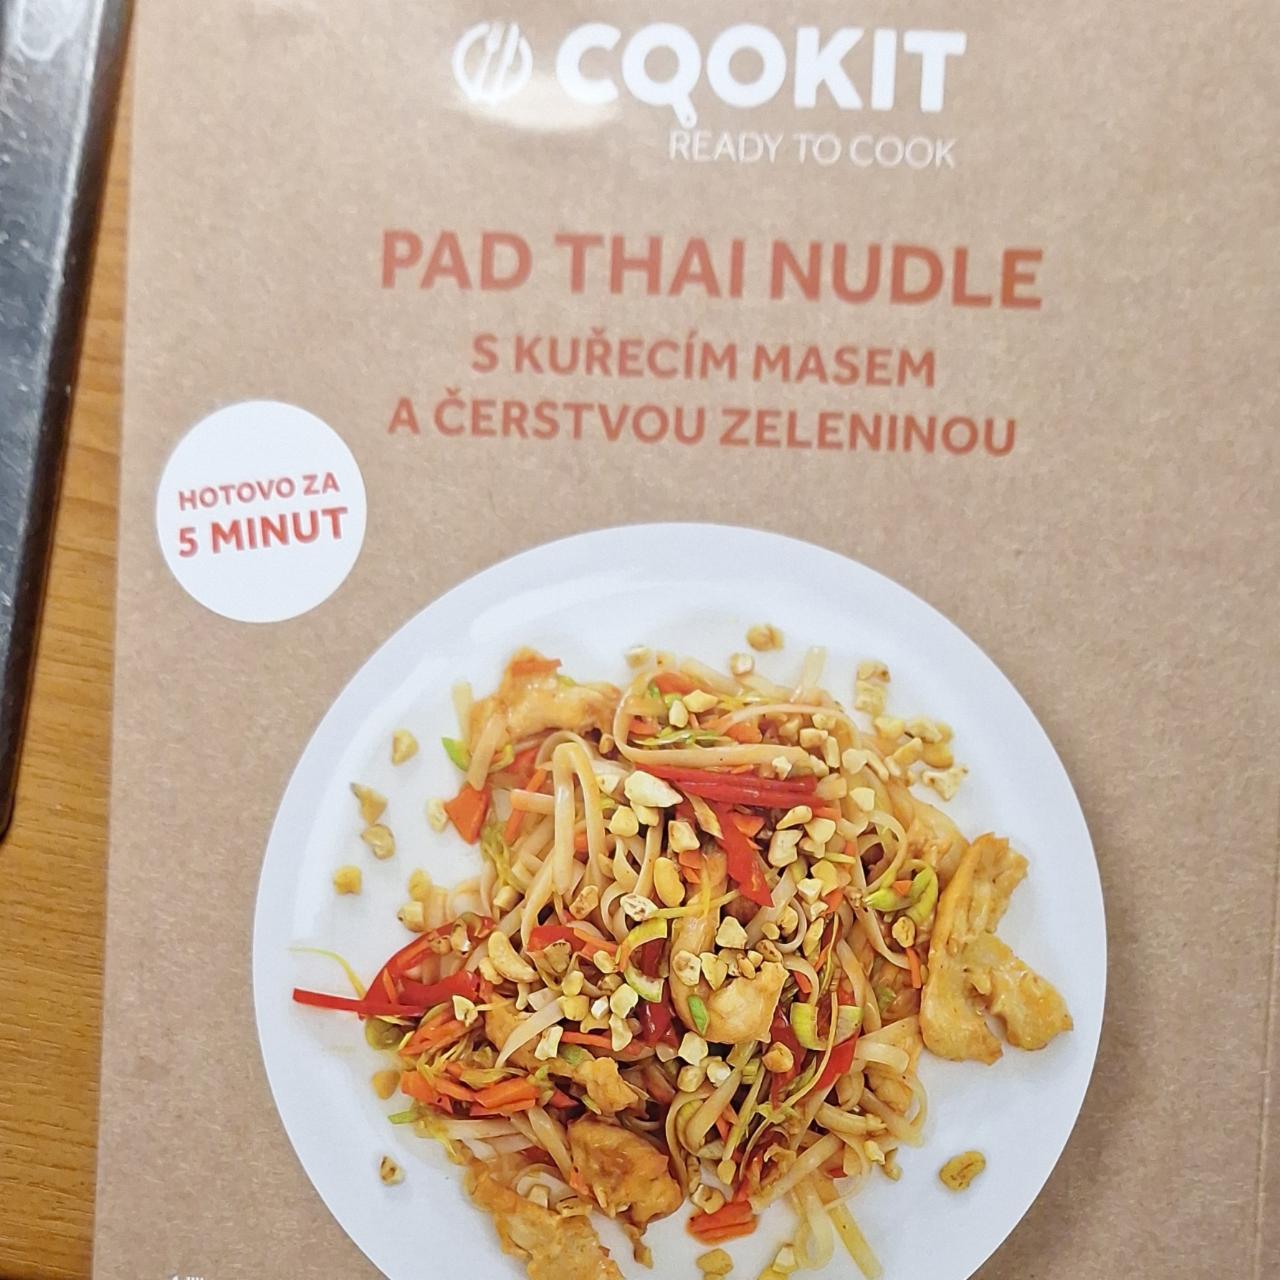 COOKIT
READY TO COOK
PAD THAI NUDLE
S KUŘECÍM MASEM
A ČERSTVOU ZELENINOU
HOTOVO ZA
5 MINUT